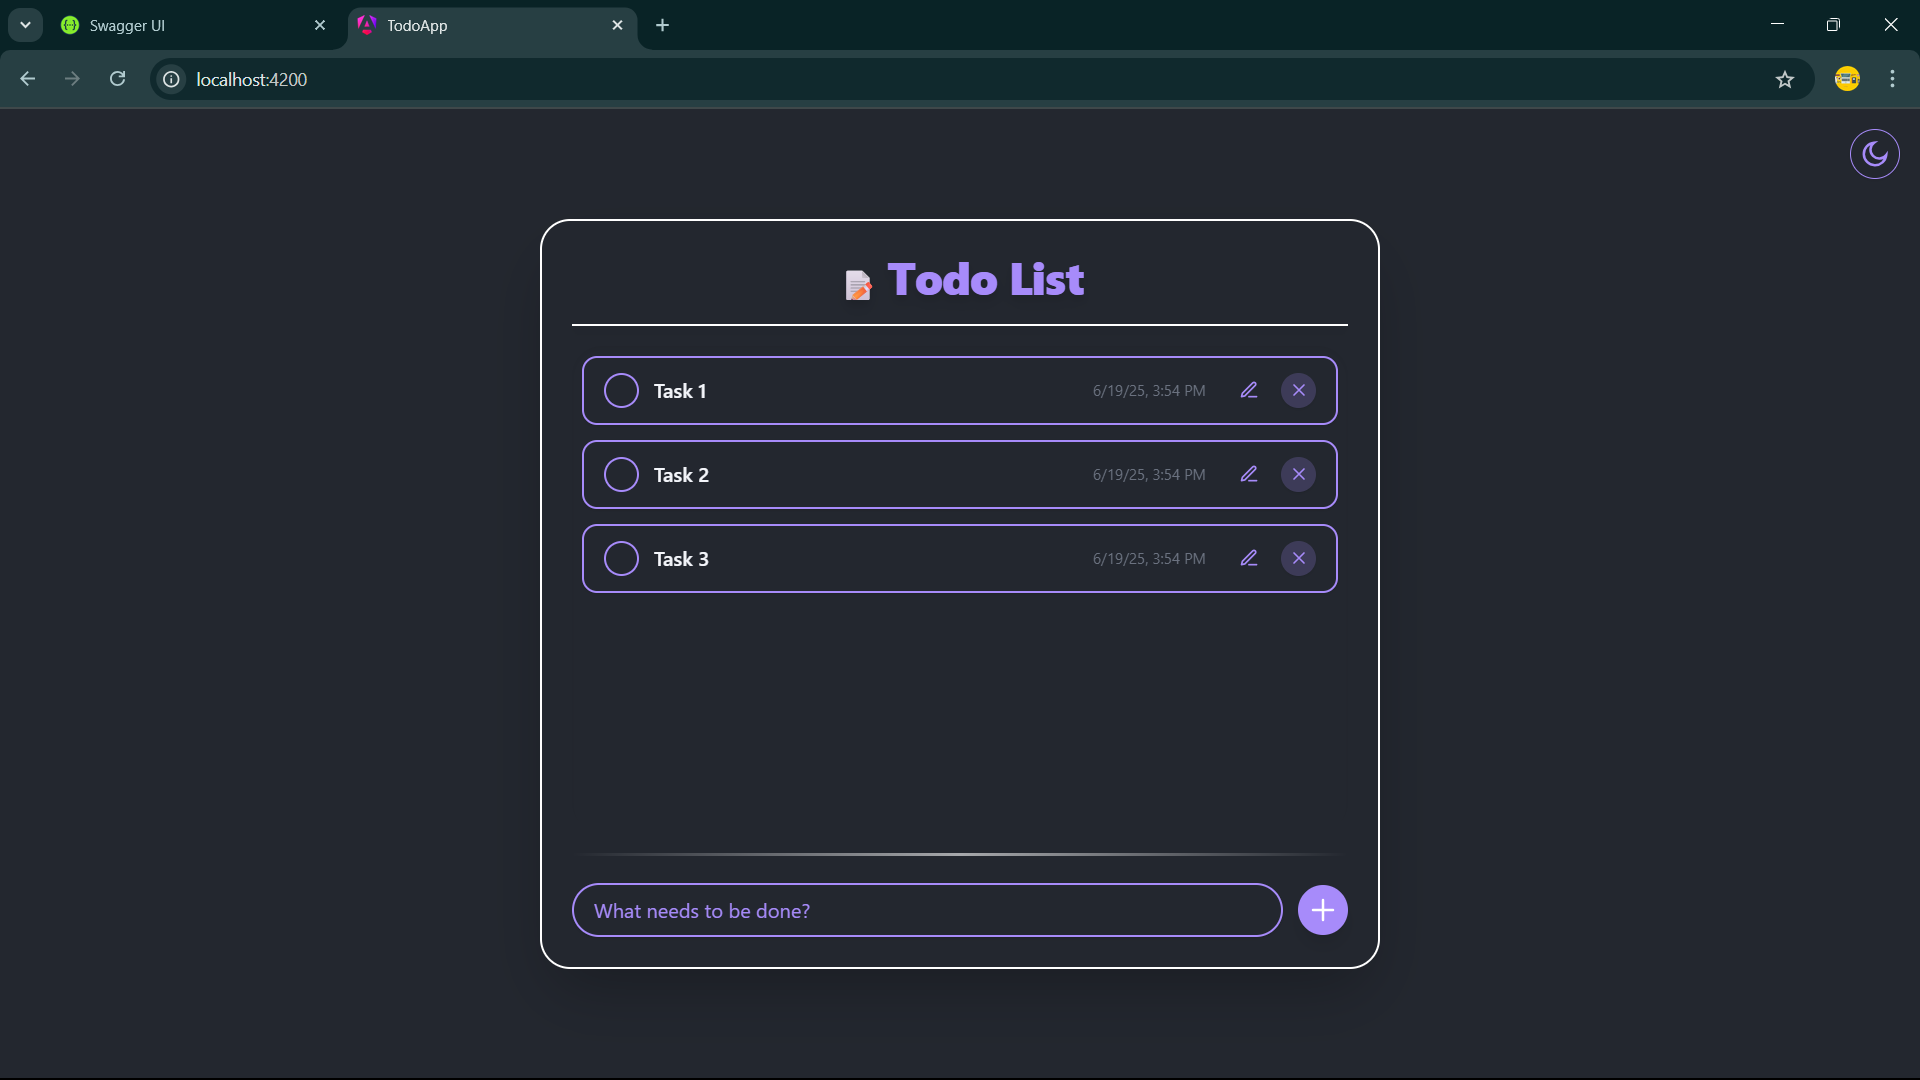 Swagger UI
TodoApp
localhost:4200
Todo List
Task 1 6/19/25, 3:54 PM
Task 2 6/19/25, 3:54 PM
Task 3 6/19/25, 3:54 PM
What needs to be done?